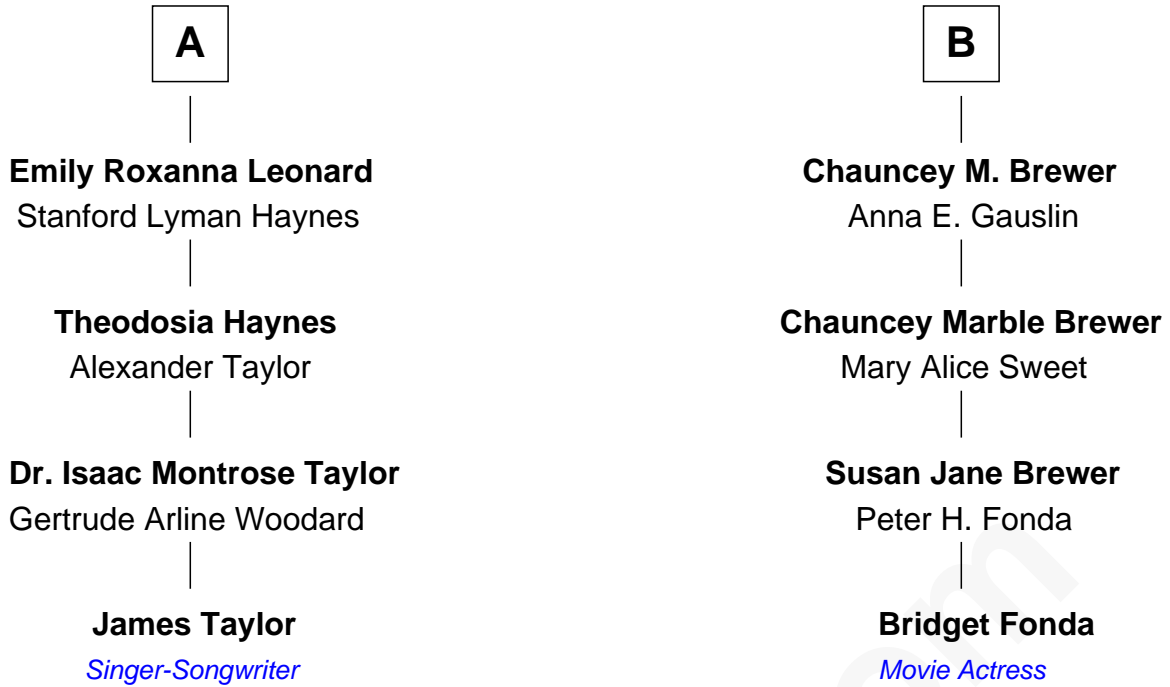 A
B
Emily Roxanna Leonard
Chauncey M. Brewer
Stanford Lyman Haynes
Anna E. Gauslin
Theodosia Haynes
Chauncey Marble Brewer
Alexander Taylor
Mary Alice Sweet
Dr. Isaac Montrose Taylor
Susan Jane Brewer
Gertrude Arline Woodard
Peter H. Fonda
James Taylor
Bridget Fonda
Singer-Songwriter
Movie Actress